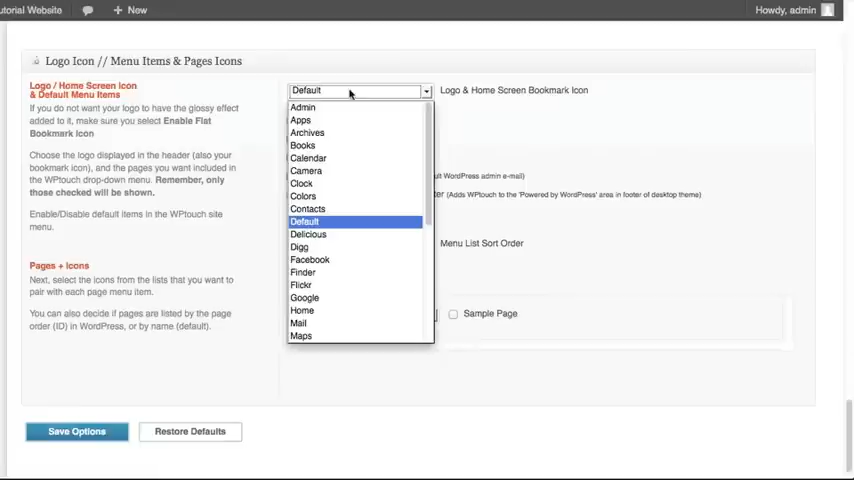 utorial Website
New
Howdy, admin
Logo Icon // Menu Items & Pages Icons
Logo / Home Screen Icon
& Default Menu Items
If you do not want your logo to have the glossy effect
added to it, make sure you select Enable Flat
Bookmark Icon
Choose the logo displayed in the header (also your
bookmark icon), and the pages you want included in
the WPtouch drop-down menu. Remember, only
those checked will be shown.
Enable/Disable default items in the WPtouch site
menu.
Pages + Icons
Next, select the icons from the lists that you want to
pair with each page menu item.
You can also decide if pages are listed by the page
order (ID) in WordPress, or by name (default).
Default
Logo & Home Screen Bookmark Icon
Admin
Apps
Archives
Books
Calendar
Camera
Clock
Colors
Contacts
Default
Delicious
Digg
Facebook
Finder
Flickr
Google
Home
Mail
Maps
ult WordPress admin e-mail)
ter (Adds WPtouch to the 'Powered by WordPress' area in footer of desktop theme)
Menu List Sort Order
Sample Page
Save Options
Restore Defaults